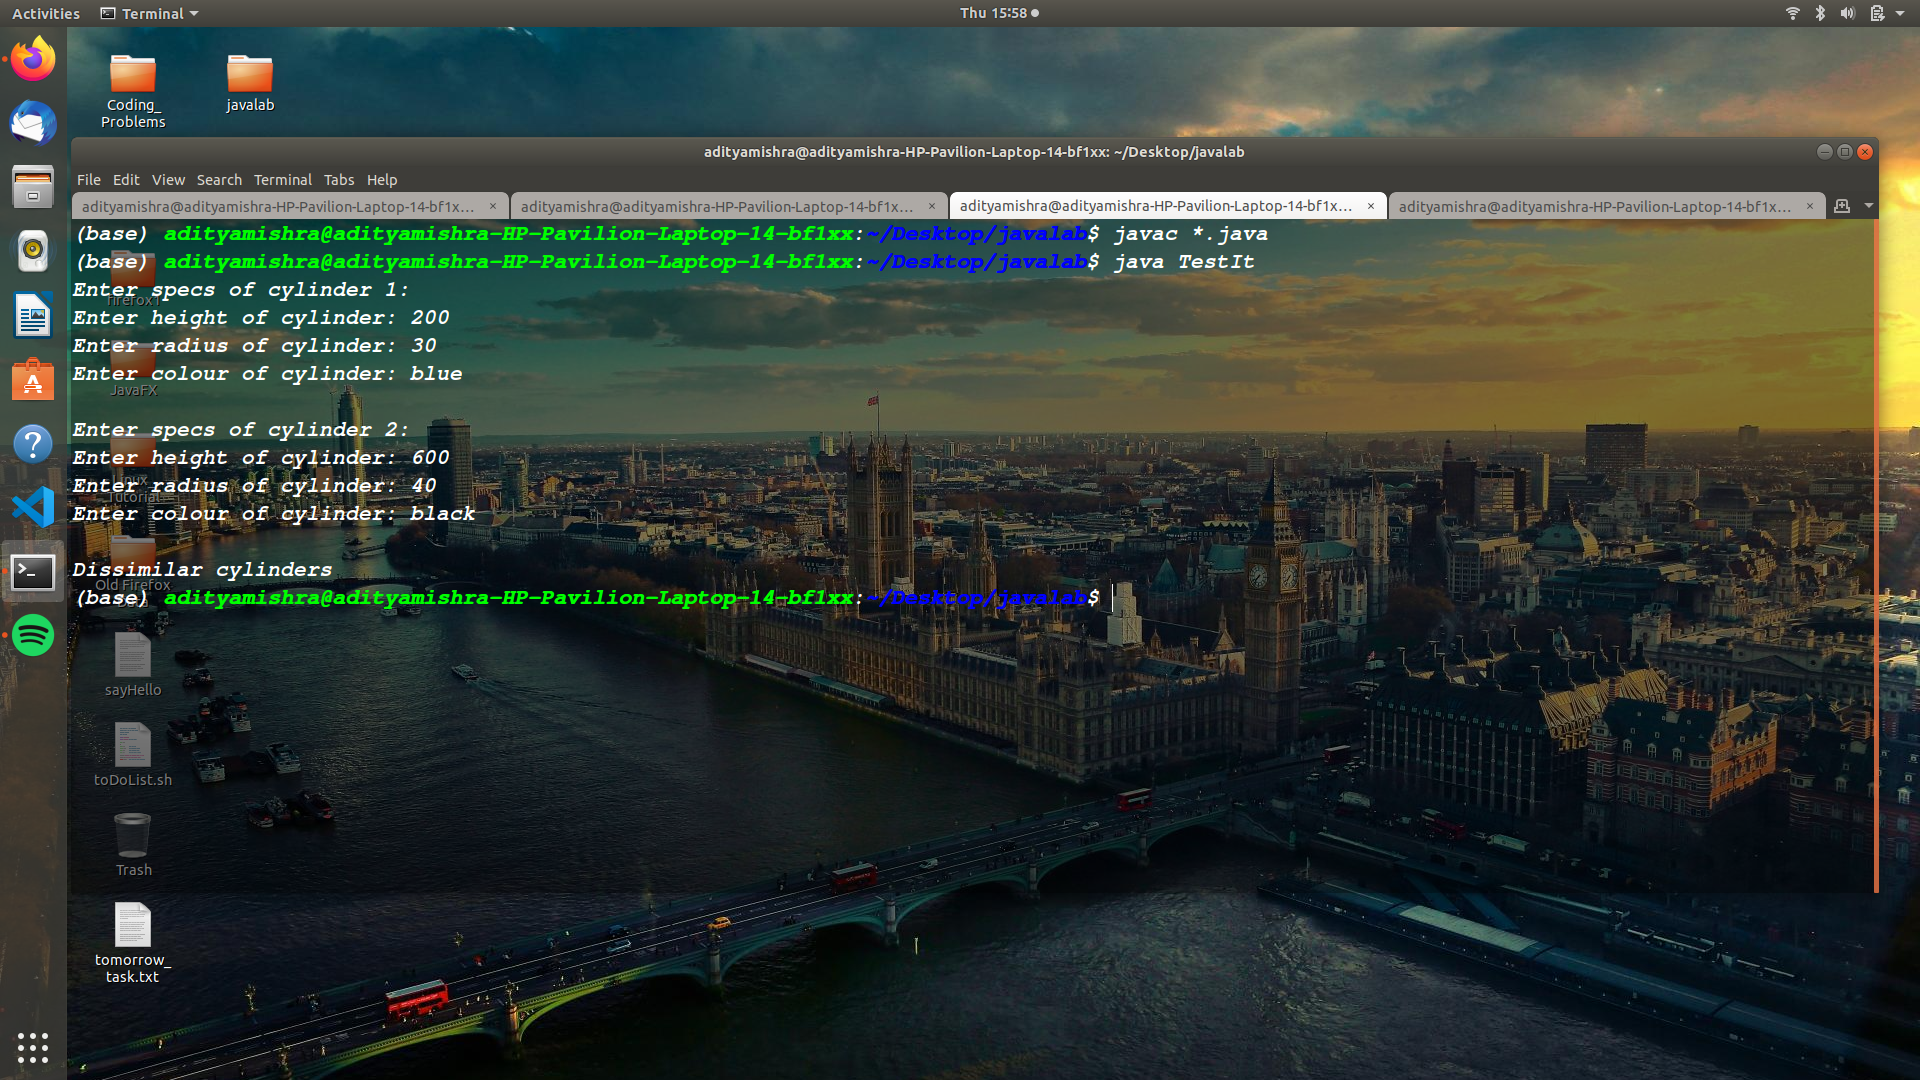 Activities
Terminal
Thu 15:58
Coding_
Problems
javalab
adityamishra@adityamishra-HP-Pavilion-Laptop-14-bf1xx: ~/Desktop/javalab
File Edit View Search Terminal Tabs Help
adityamishra@adityamishra-HP-Pavilion-Laptop-14-bf1x...
adityamishra@adityamishra-HP-Pavilion-Laptop-14-bf1x...
adityamishra@adityamishra-HP-Pavilion-Laptop-14-bf1x...
adityamishra@adityamishra-HP-Pavilion-Laptop-14-bf1x...
(base) adityamishra@adityamishra-HP-Pavilion-Laptop-14-bf1xx:~/Desktop/javalab$ javac *.java
(base) adityamishra@adityamishra-HP-Pavilion-Laptop-14-bf1xx:~/Desktop/javalab$ java TestIt
Enter specs of cylinder 1:
Enter height of cylinder: 200
Enter radius of cylinder: 30
Enter colour of cylinder: blue
Enter specs of cylinder 2:
Enter height of cylinder: 600
Enter radius of cylinder: 40
Enter colour of cylinder: black
Dissimilar cylinders
(base) adityamishra@adityamishra-HP-Pavilion-Laptop-14-bf1xx:~/Desktop/javalab$
JavaFX
Tutorial
Old Firefox
Data
sayHello
toDoList.sh
Trash
tomorrow_
task.txt